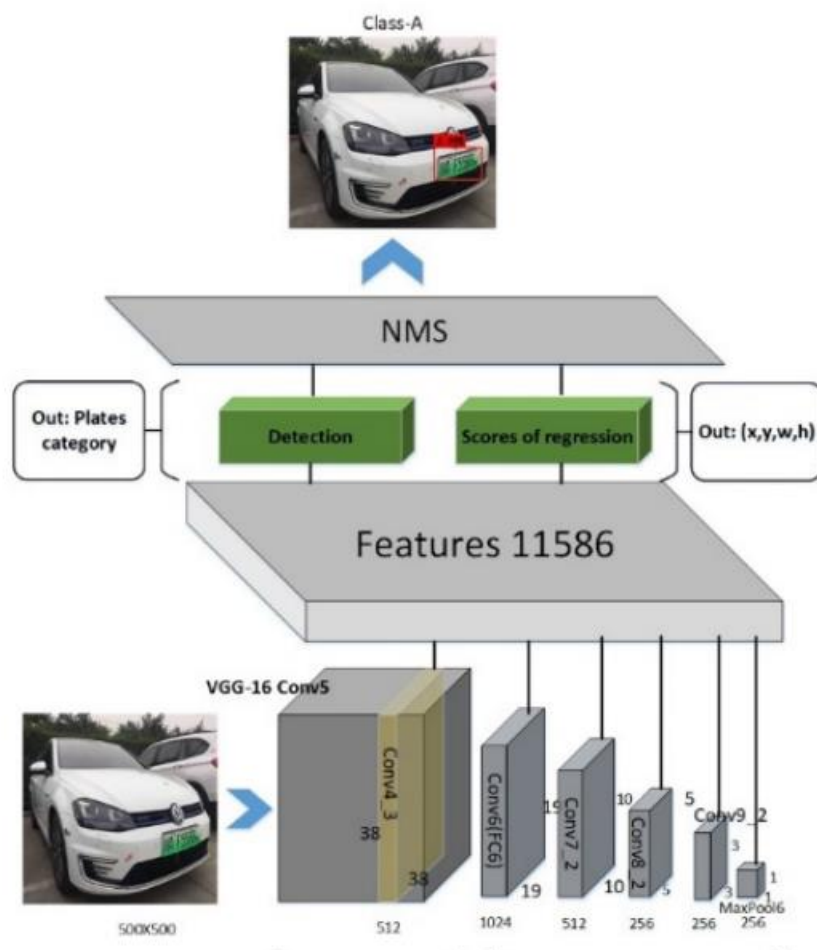 Class-A
NMS
Out: Plates
category
Detection
Scores of regression
Out: (x,y,w,h)
Features 11586
VGG-16 Conv5
Conv4_3
38
38
Conv6(FC6)
19
19
Conv7_2
10
10
Conv8_2
5
5
Conv9_2
3
3
1
1
MaxPool6
500X500
512
1024
512
256
256
256